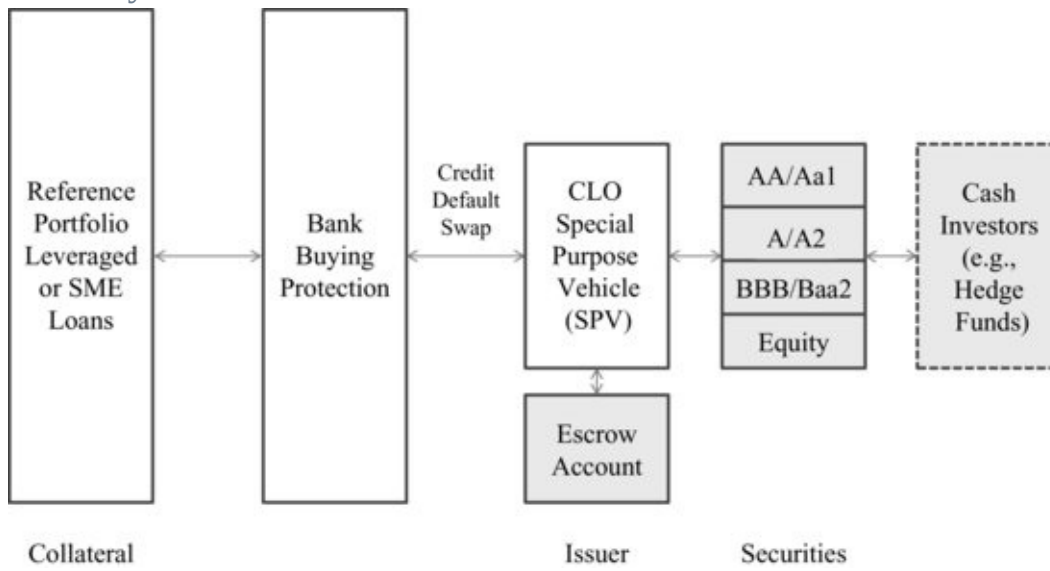 Reference
Portfolio
Leveraged
or SME
Loans
Bank
Buying
Protection
Credit
Default
Swap
CLO
Special
Purpose
Vehicle
(SPV)
Escrow
Account
AA/Aa1
A/A2
BBB/Baa2
Equity
Cash
Investors
(e.g.,
Hedge
Funds)
Collateral
Issuer
Securities